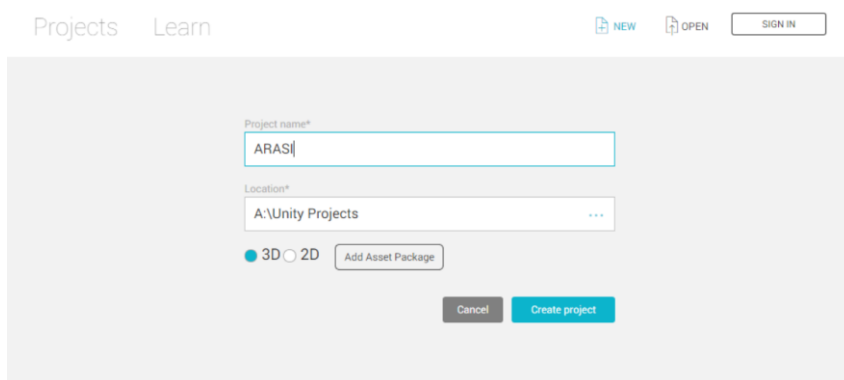 Projects Learn NEW OPEN SIGN IN
Project name*
ARASI
Location*
A:\Unity Projects ...
3D 2D Add Asset Package
Cancel Create project